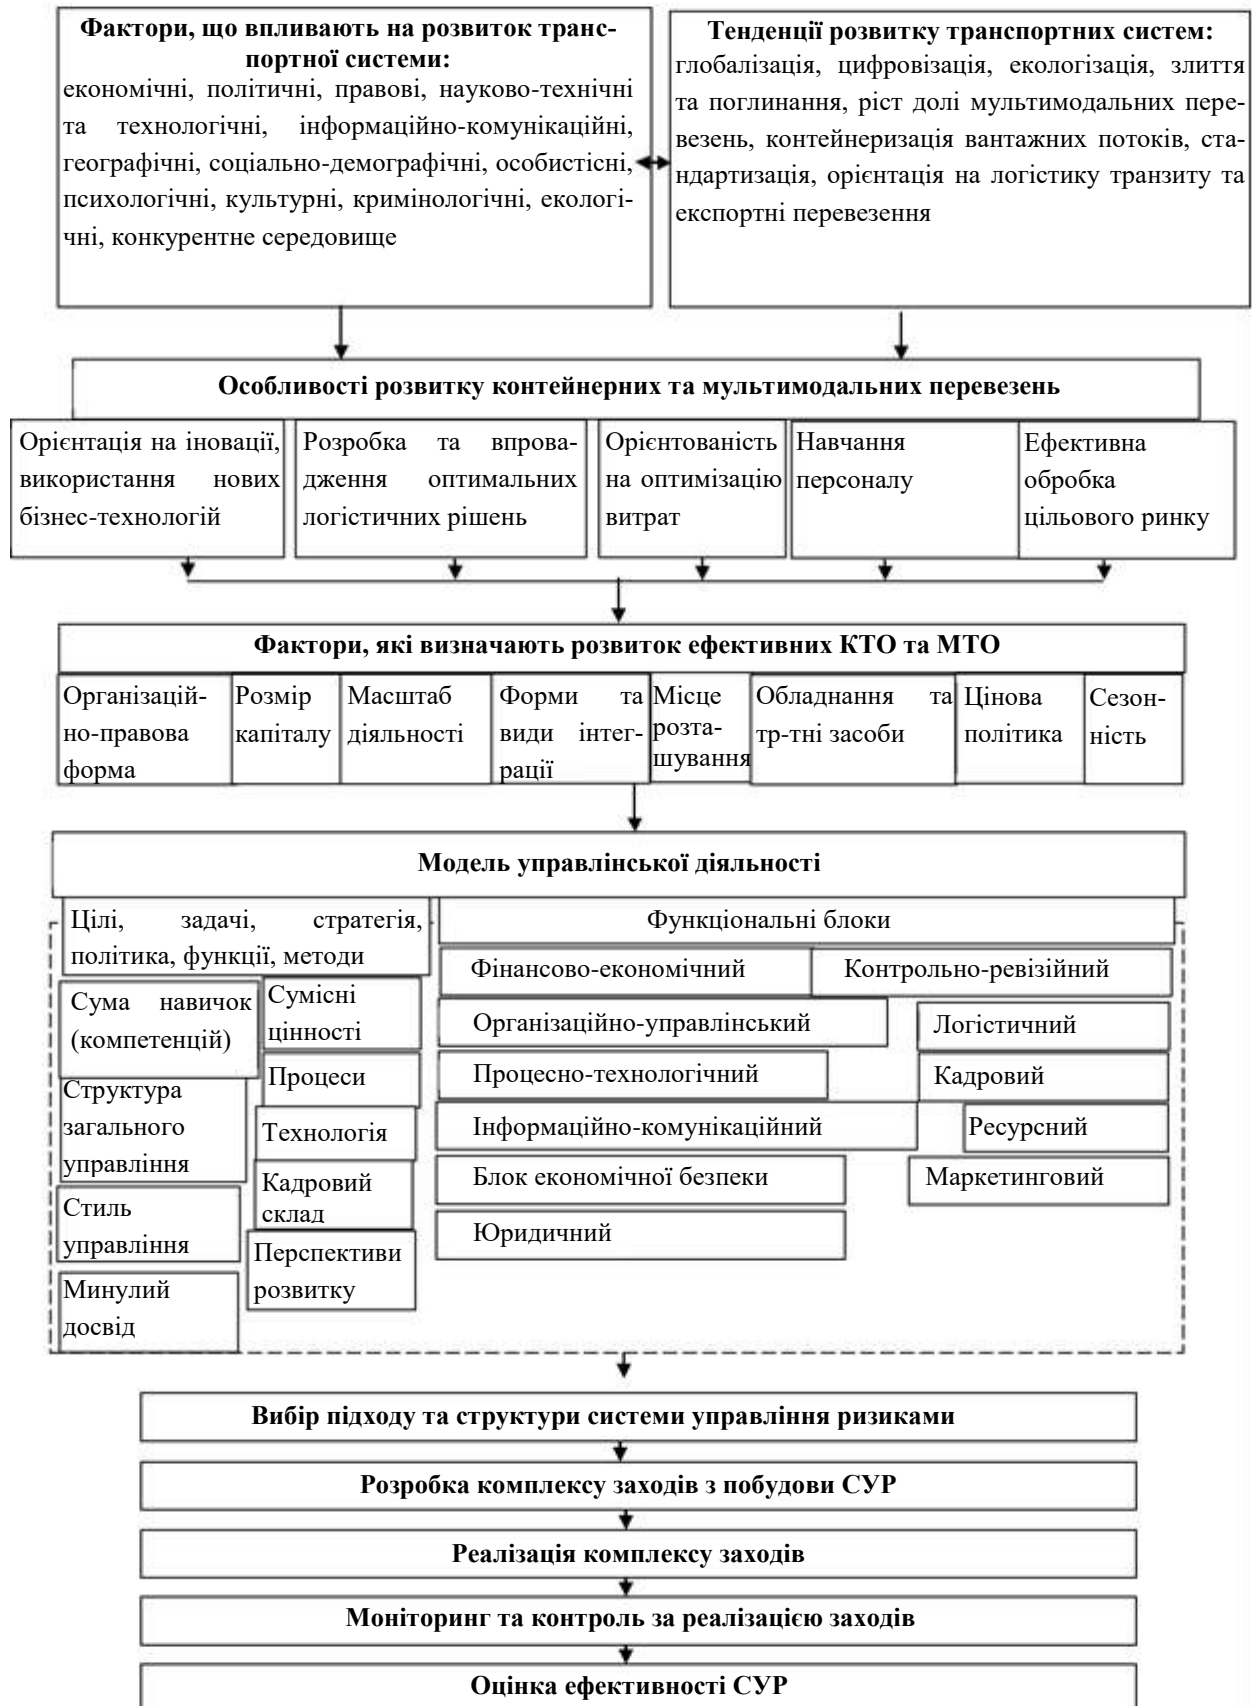 Фактори, що впливають на розвиток транс-
портної системи:
економічні, політичні, правові, науково-технічні
та технологічні, інформаційно-комунікаційні,
географічні, соціально-демографічні, особистісні,
психологічні, культурні, кримінологічні, екологі-
чні, конкурентне середовище
Тенденції розвитку транспортних систем:
глобалізація, цифровізація, екологізація, злиття
та поглинання, ріст долі мультимодальних пере-
везень, контейнеризація вантажних потоків, ста-
ндартизація, орієнтація на логістику транзиту та
експортні перевезення
Особливості розвитку контейнерних та мультимодальних перевезень
Орієнтація на іновації,
використання нових
бізнес-технологій
Розробка та впрова-
дження оптимальних
логістичних рішень
Орієнтованість
на оптимізацію
витрат
Навчання
персоналу
Ефективна
обробка
цільового ринку
Фактори, які визначають розвиток ефективних КТО та МТО
Організацій-
но-правова
форма
Розмір
капіталу
Масштаб
діяльності
Форми та
види інтег-
рації
Місце
розта-
шування
Обладнання та
тр-тні засоби
Цінова
політика
Сезон-
ність
Модель управлінської діяльності
Цілі, задачі, стратегія,
політика, функції, методи
Сума навичок
(компетенцій)
Структура
загального
управління
Стиль
управління
Минулий
досвід
Сумісні
цінності
Процеси
Технологія
Кадровий
склад
Перспективи
розвитку
Функціональні блоки
Фінансово-економічний
Контрольно-ревізійний
Організаційно-управлінський
Логістичний
Процесно-технологічний
Кадровий
Інформаційно-комунікаційний
Ресурсний
Блок економічної безпеки
Маркетинговий
Юридичний
Вибір підходу та структури системи управління ризиками
Розробка комплексу заходів з побудови СУР
Реалізація комплексу заходів
Моніторинг та контроль за реалізацією заходів
Оцінка ефективності СУР